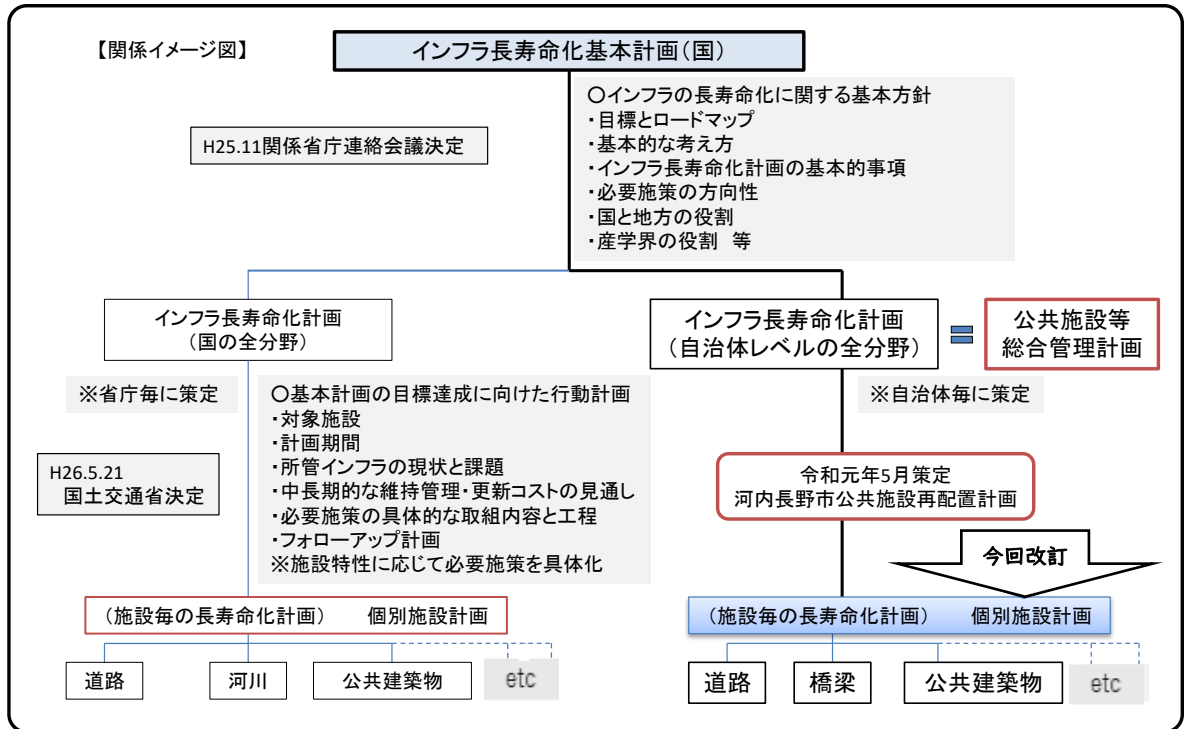 【関係イメージ図】
インフラ長寿命化基本計画(国)
H25.11関係省庁連絡会議決定
○インフラの長寿命化に関する基本方針
・目標とロードマップ
・基本的な考え方
・インフラ長寿命化計画の基本的事項
・必要施策の方向性
・国と地方の役割
・産学界の役割 等
インフラ長寿命化計画
(国の全分野)
インフラ長寿命化計画
(自治体レベルの全分野)
=
公共施設等
総合管理計画
※省庁毎に策定
※自治体毎に策定
H26.5.21
国土交通省決定
○基本計画の目標達成に向けた行動計画
・対象施設
・計画期間
・所管インフラの現状と課題
・中長期的な維持管理・更新コストの見通し
・必要施策の具体的な取組内容と工程
・フォローアップ計画
※施設特性に応じて必要施策を具体化
令和元年5月策定
河内長野市公共施設再配置計画
今回改訂
(施設毎の長寿命化計画) 個別施設計画
道路
河川
公共建築物
etc
(施設毎の長寿命化計画) 個別施設計画
道路
橋梁
公共建築物
etc